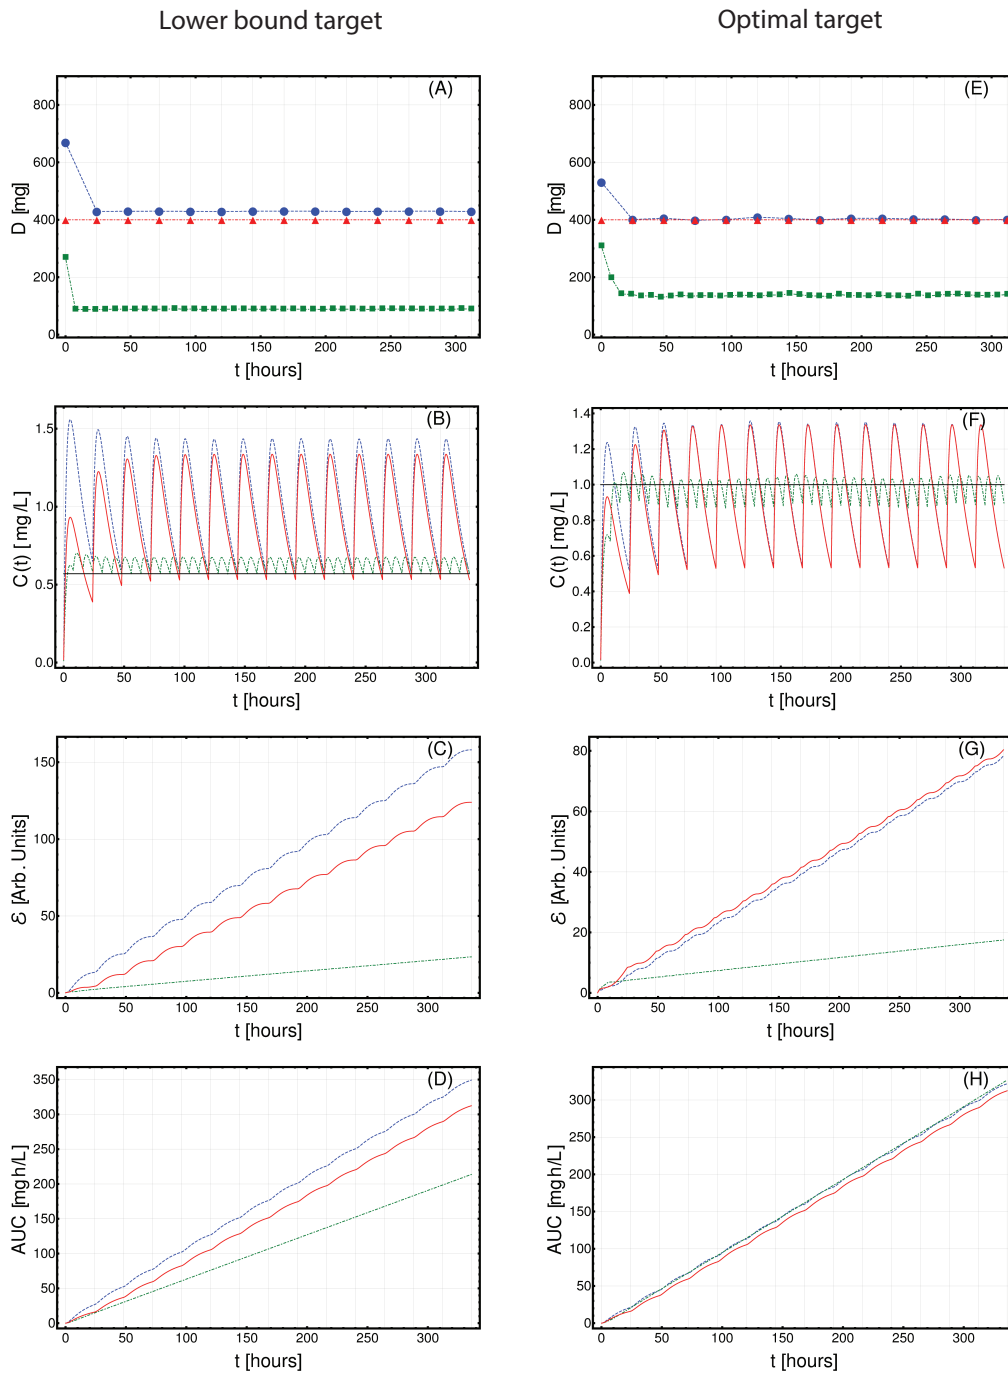 Lower bound target
Optimal target
(A)
800
600
400
200
0
D [mg]
0 50 100 150 200 250 300
t [hours]
(E)
800
600
400
200
0
D [mg]
0 50 100 150 200 250 300
t [hours]
(B)
1.5
1.0
0.5
0.0
C(t) [mg/L]
0 50 100 150 200 250 300
t [hours]
(F)
1.4
1.2
1.0
0.8
0.6
0.4
0.2
0.0
C(t) [mg/L]
0 50 100 150 200 250 300
t [hours]
(C)
150
100
50
0
ℰ [Arb. Units]
0 50 100 150 200 250 300
t [hours]
(G)
80
60
40
20
0
ℰ [Arb. Units]
0 50 100 150 200 250 300
t [hours]
(D)
350
300
250
200
150
100
50
0
AUC [mg h/L]
0 50 100 150 200 250 300
t [hours]
(H)
300
250
200
150
100
50
0
AUC [mg h/L]
0 50 100 150 200 250 300
t [hours]